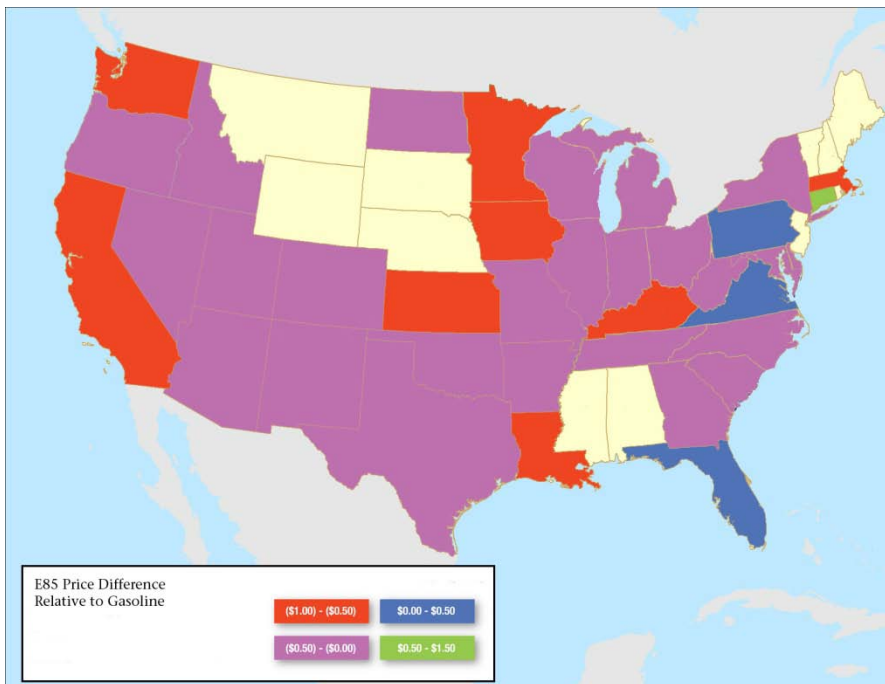 E85 Price Difference
Relative to Gasoline
($1.00) - ($0.50)
$0.00 - $0.50
($0.50) - ($0.00)
$0.50 - $1.50